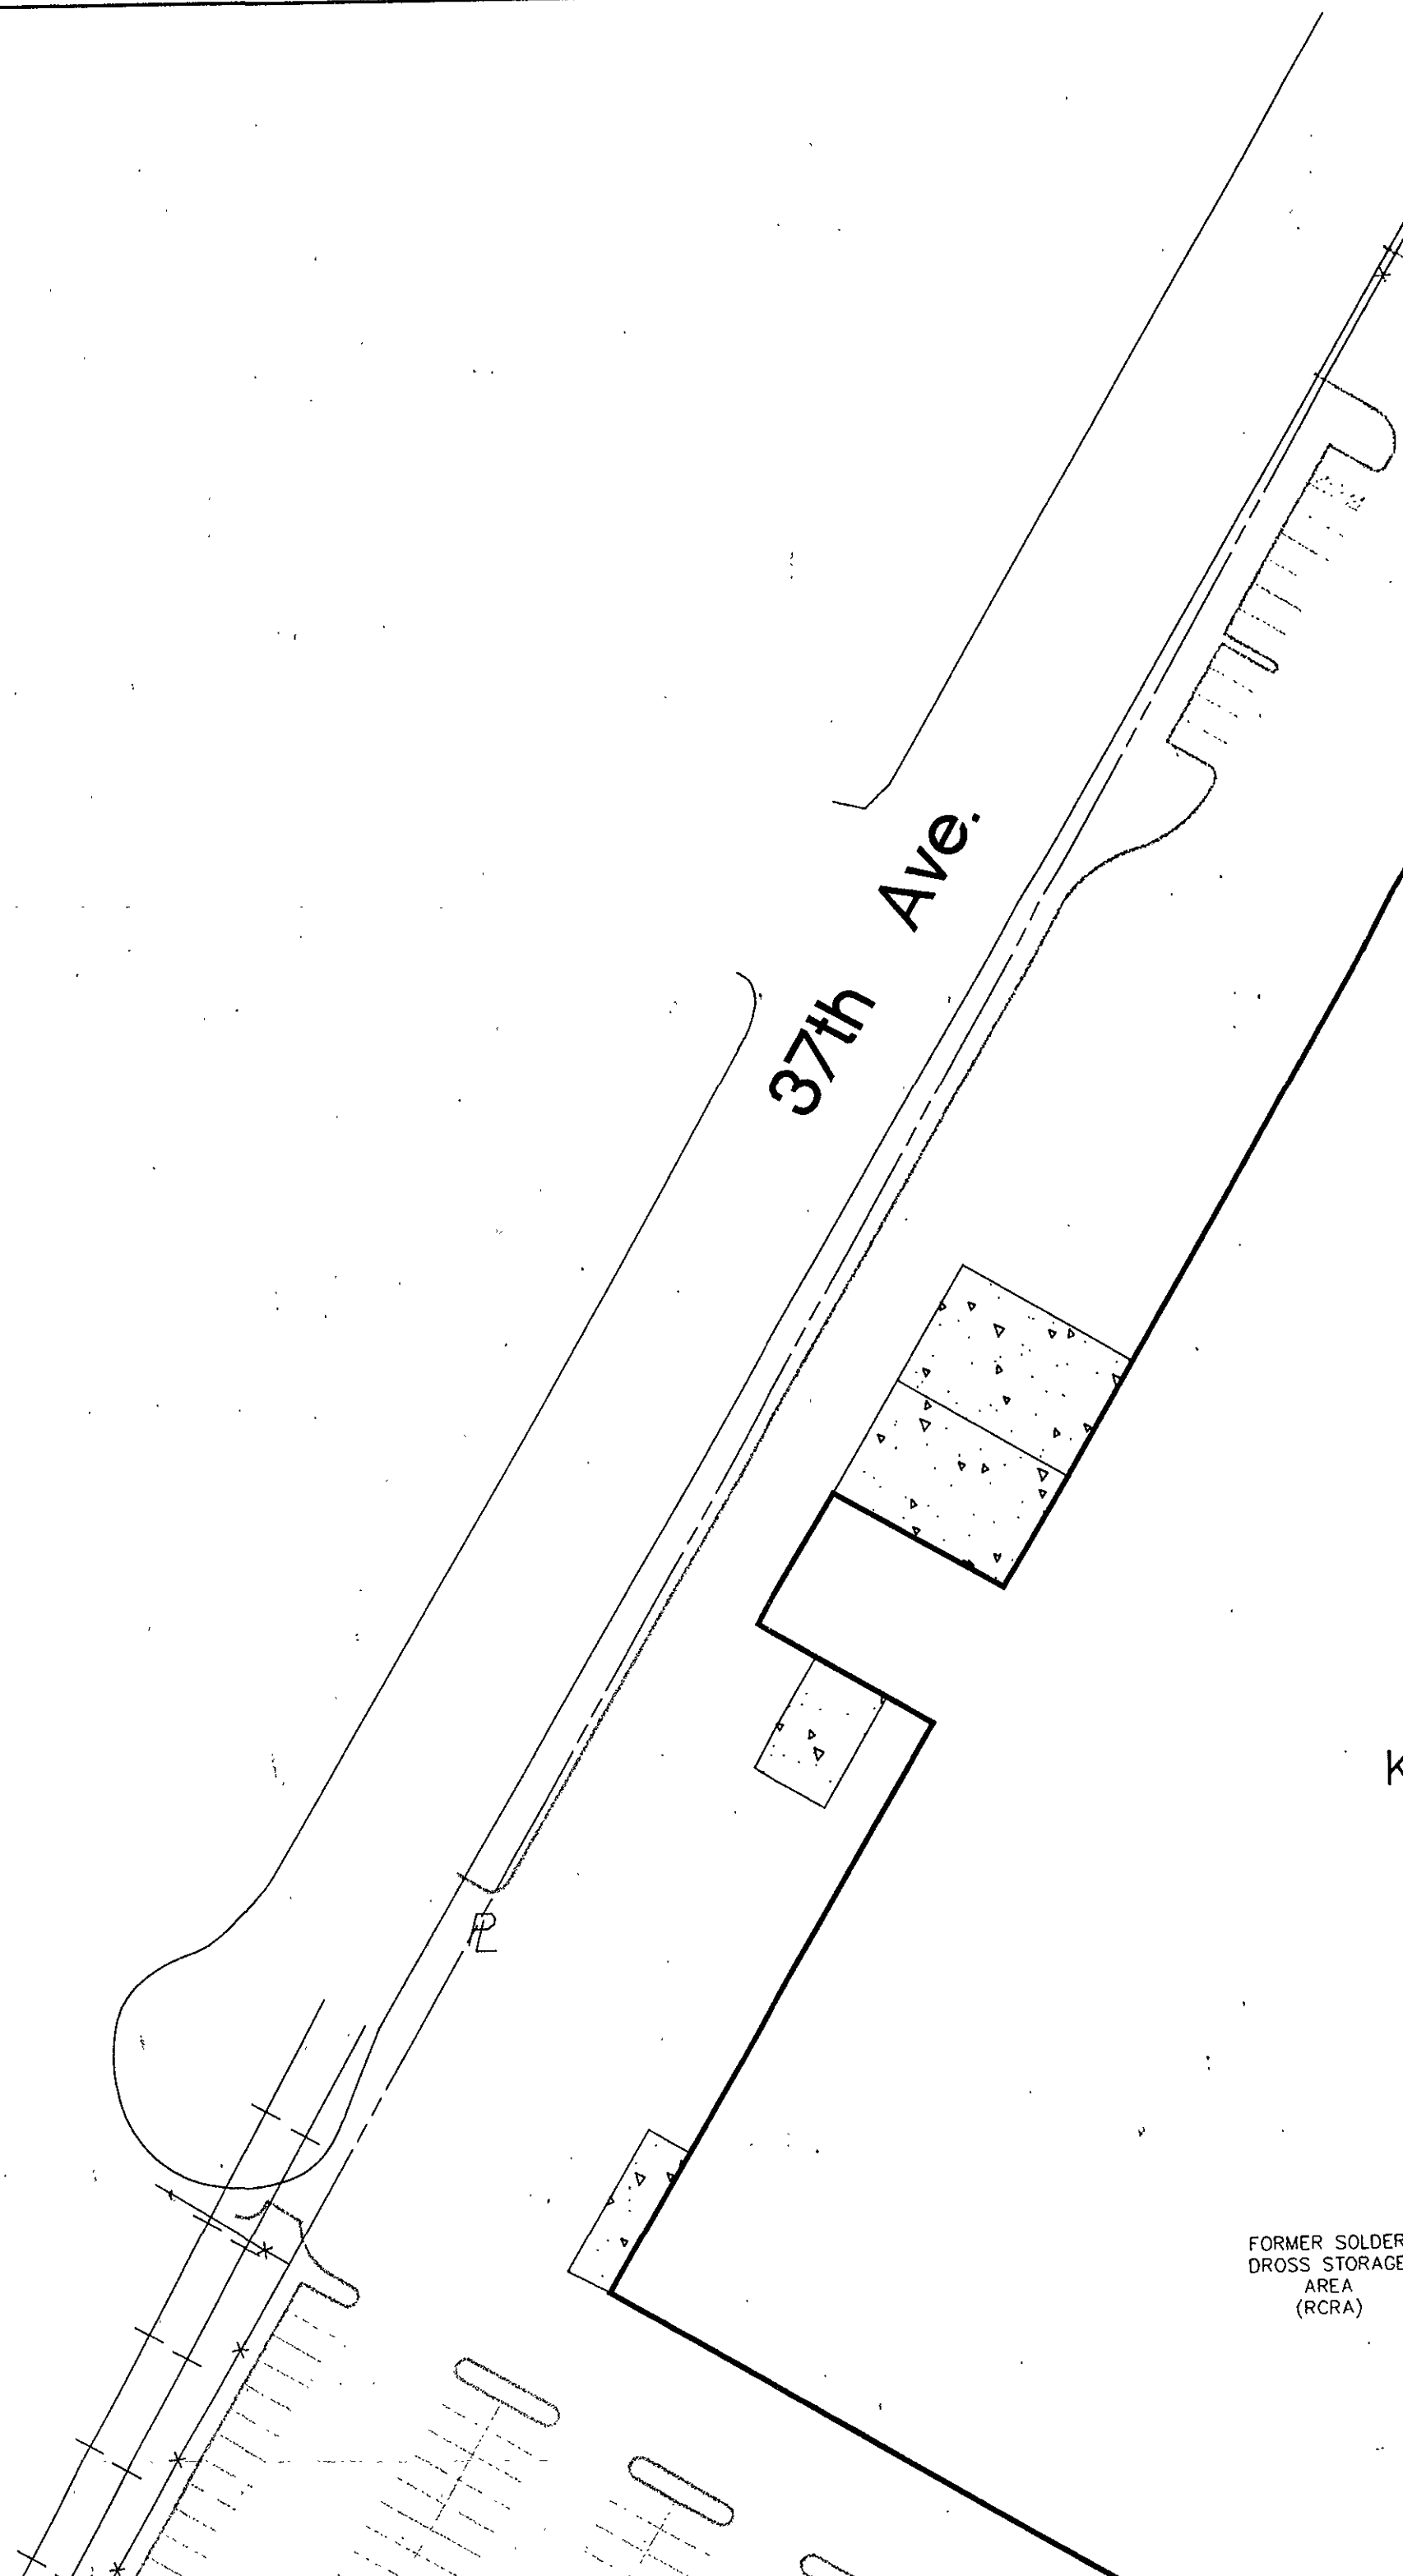 37th Ave.
K
PL
FORMER SOLDER
DROSS STORAGE
AREA
(RCRA)